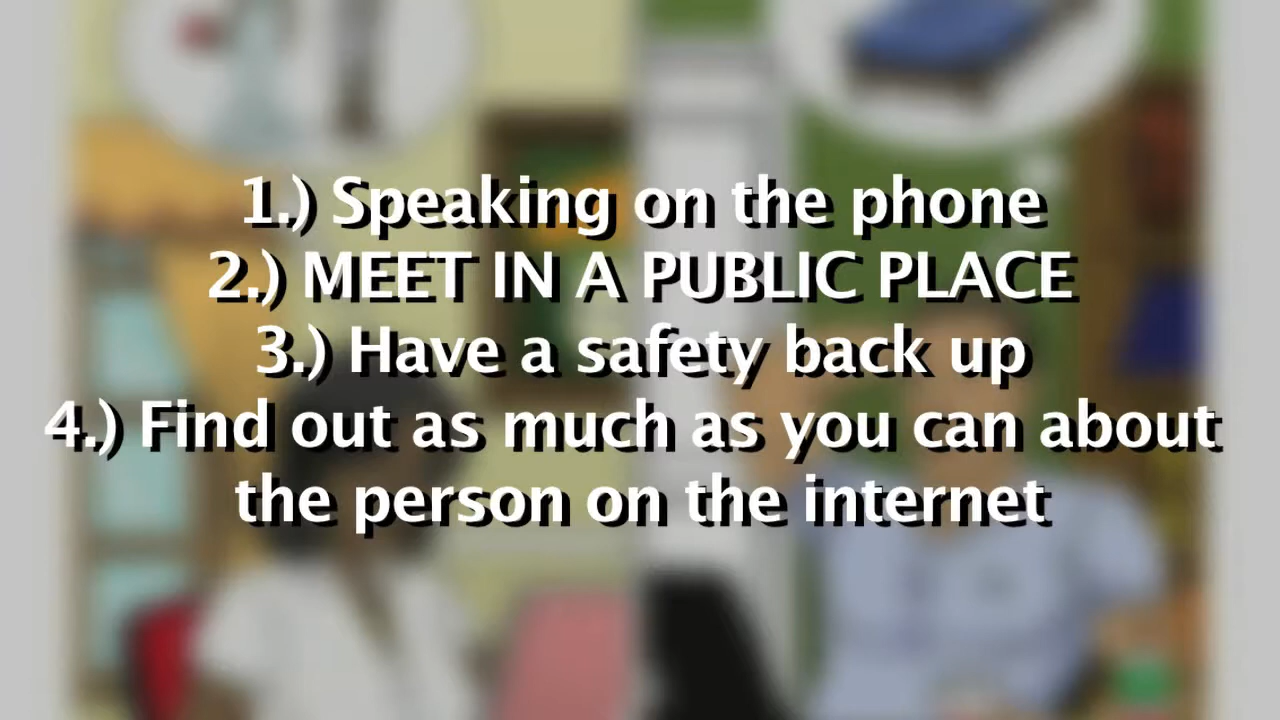 1.) Speaking on the phone
2.) MEET IN A PUBLIC PLACE
3.) Have a safety back up
4.) Find out as much as you can about
the person on the internet